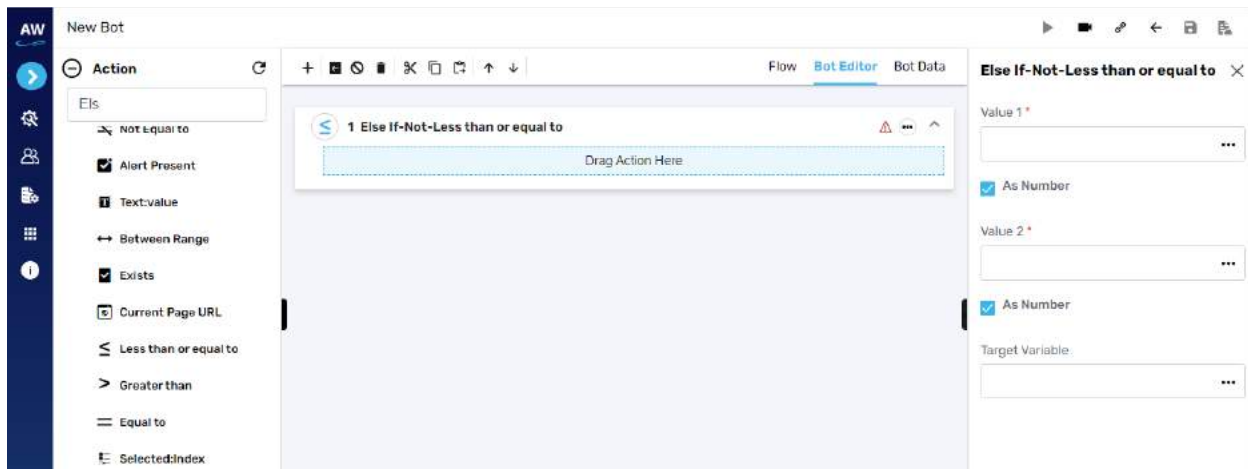 AW
New Bot
Action
Els
Not Equal to
Alert Present
Text:value
Between Range
Exists
Current Page URL
Less than or equal to
Greater than
Equal to
Selected:Index
Flow Bot Editor Bot Data
1 Else If-Not-Less than or equal to
Drag Action Here
Else If-Not-Less than or equal to
Value 1 *
As Number
Value 2 *
As Number
Target Variable